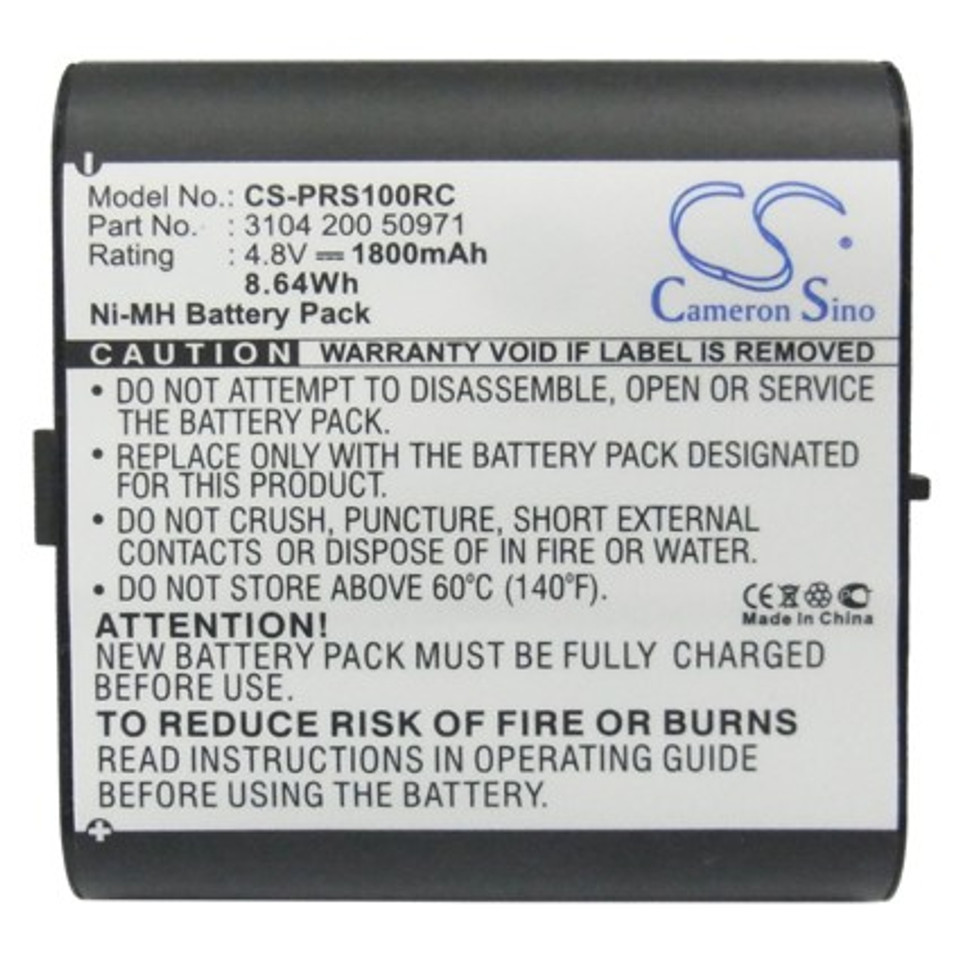 Model No.: CS-PRS100RC
Part No. : 3104 200 50971
Rating : 4.8V ⎓ 1800mAh
8.64Wh
Ni-MH Battery Pack
CS
Cameron Sino
CAUTION WARRANTY VOID IF LABEL IS REMOVED
• DO NOT ATTEMPT TO DISASSEMBLE, OPEN OR SERVICE
THE BATTERY PACK.
• REPLACE ONLY WITH THE BATTERY PACK DESIGNATED
FOR THIS PRODUCT.
• DO NOT CRUSH, PUNCTURE, SHORT EXTERNAL
CONTACTS OR DISPOSE OF IN FIRE OR WATER.
• DO NOT STORE ABOVE 60°C (140°F).
CE
Made in China
ATTENTION!
NEW BATTERY PACK MUST BE FULLY CHARGED
BEFORE USE.
TO REDUCE RISK OF FIRE OR BURNS
READ INSTRUCTIONS IN OPERATING GUIDE
BEFORE USING THE BATTERY.